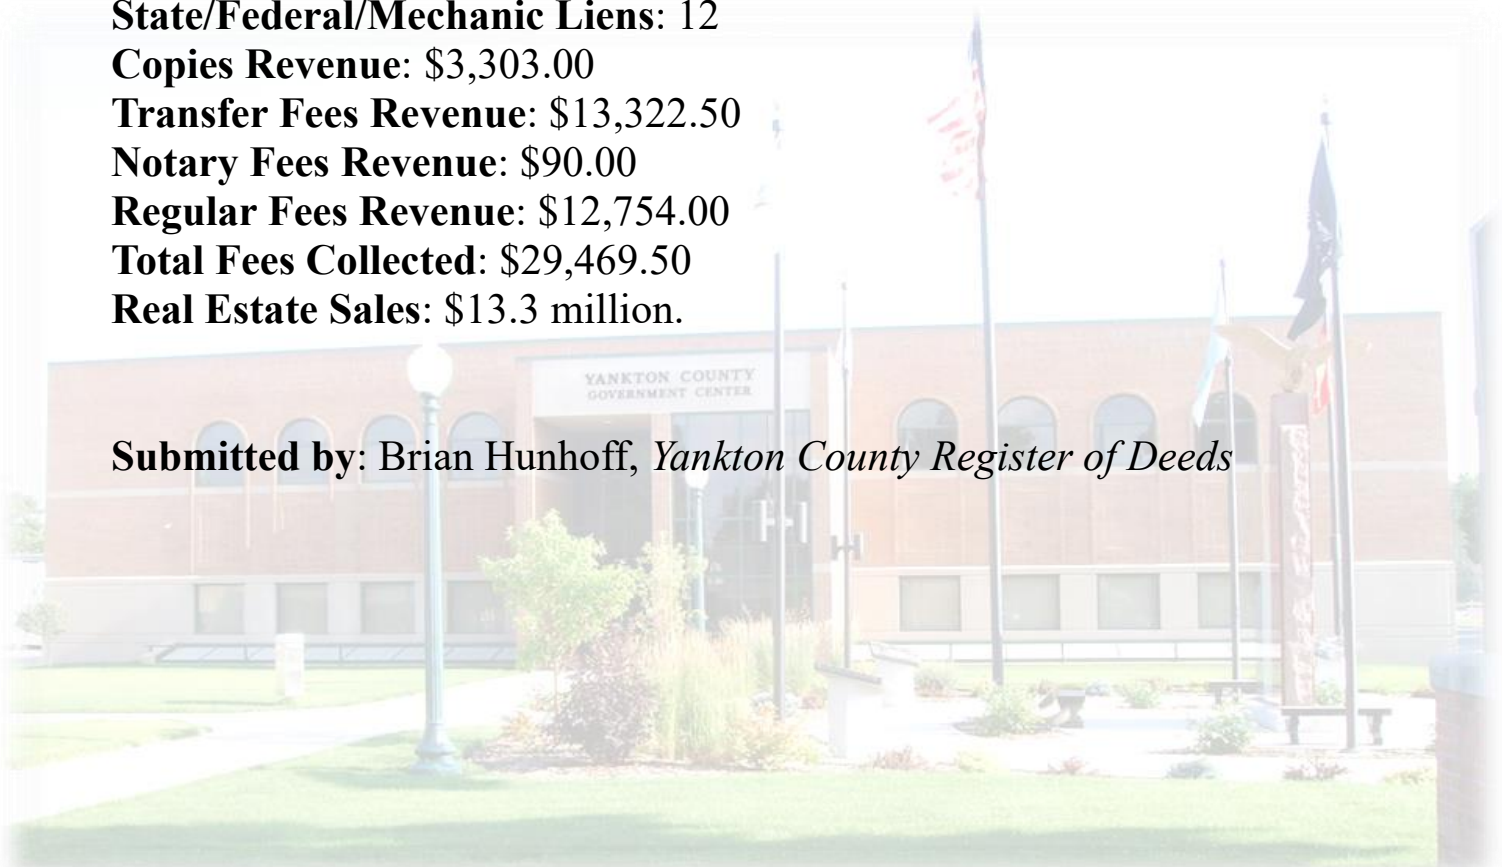 State/Federal/Mechanic Liens: 12
Copies Revenue: $3,303.00
Transfer Fees Revenue: $13,322.50
Notary Fees Revenue: $90.00
Regular Fees Revenue: $12,754.00
Total Fees Collected: $29,469.50
Real Estate Sales: $13.3 million.
YANKTON COUNTY
GOVERNMENT CENTER
Submitted by: Brian Hunhoff, Yankton County Register of Deeds